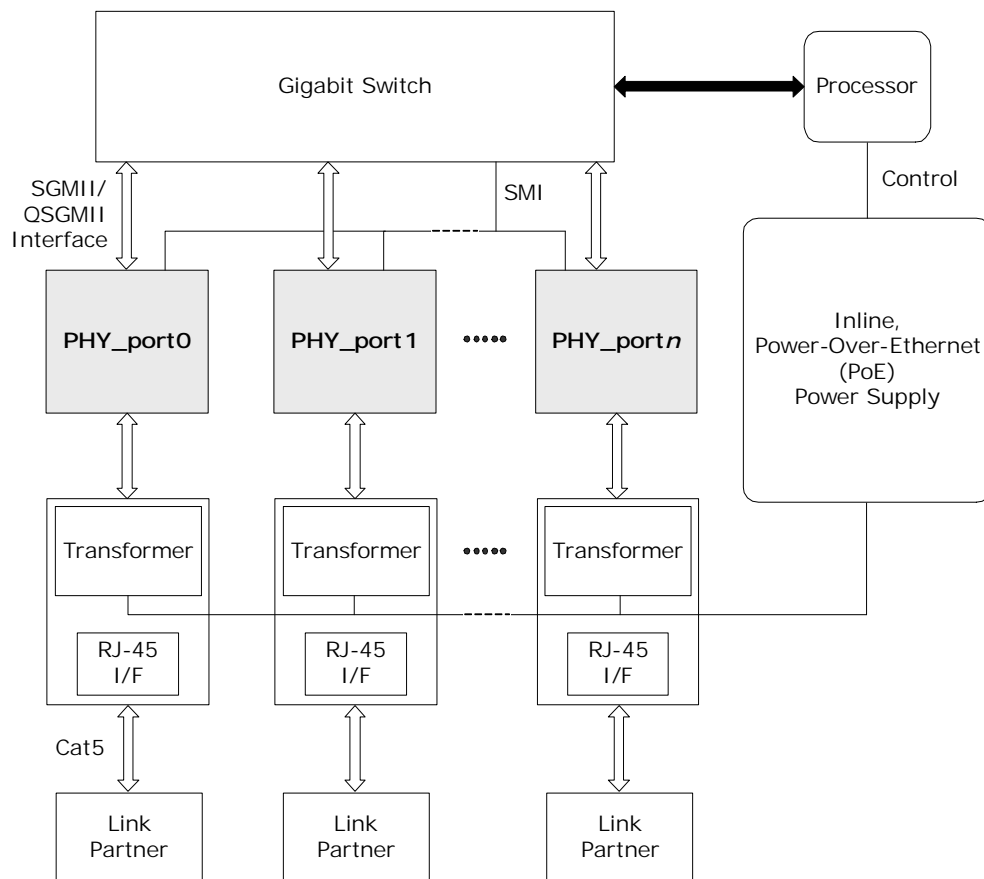 Gigabit Switch
Processor
SGMII/
QSGMII
Interface
SMI
Control
PHY_port0
PHY_port1
PHY_portn
Inline,
Power-Over-Ethernet
(PoE)
Power Supply
Transformer
Transformer
Transformer
RJ-45
I/F
RJ-45
I/F
RJ-45
I/F
Cat5
Link
Partner
Link
Partner
Link
Partner